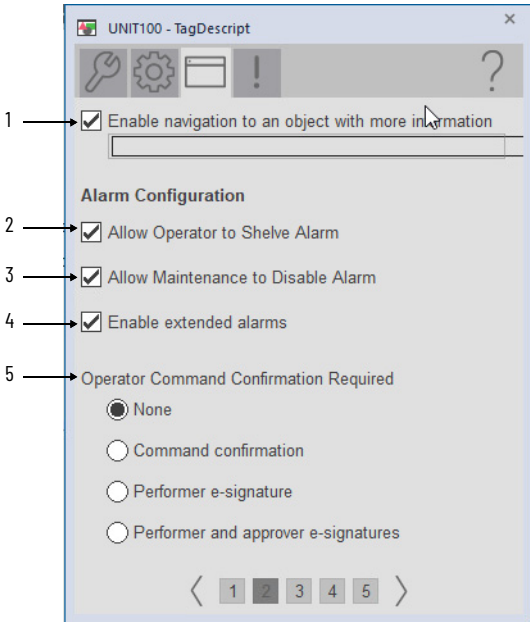 UNIT100 - TagDescript
×
!
?
1
Enable navigation to an object with more information
Alarm Configuration
2
Allow Operator to Shelve Alarm
3
Allow Maintenance to Disable Alarm
4
Enable extended alarms
5
Operator Command Confirmation Required
None
Command confirmation
Performer e-signature
Performer and approver e-signatures
1 2 3 4 5